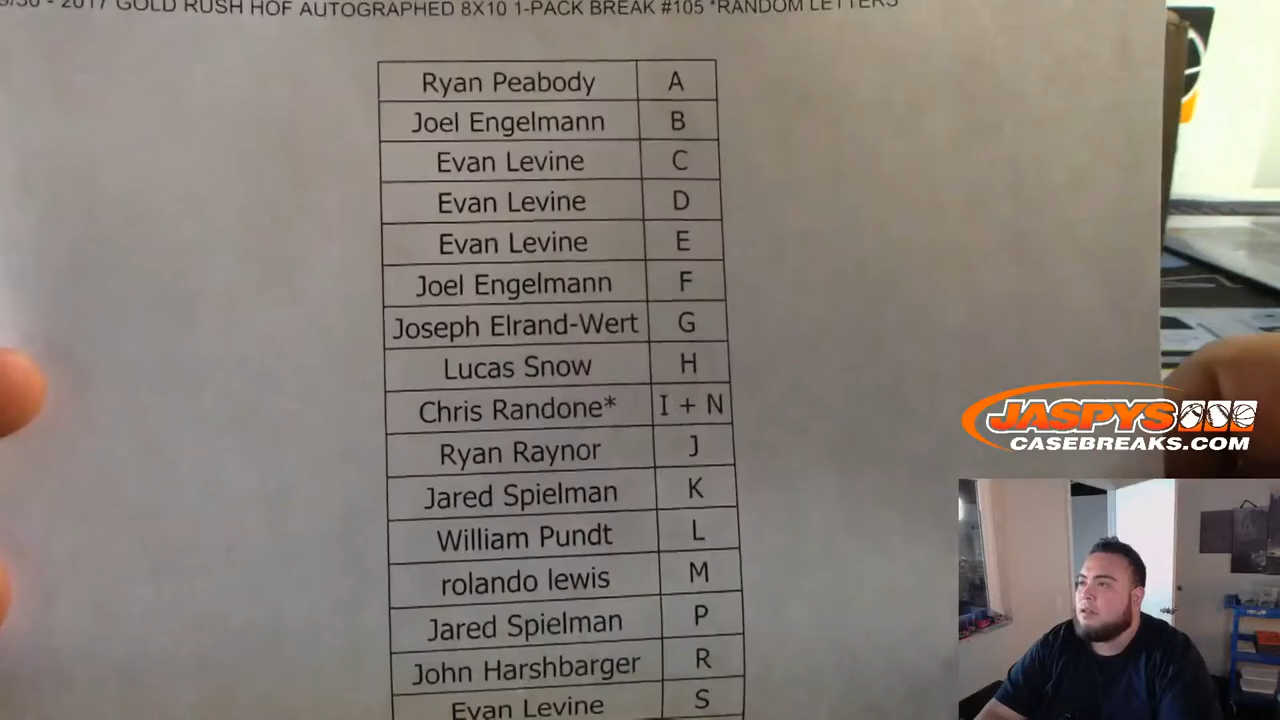 - 2017 GOLD RUSH HOF AUTOGRAPHED 8X10 1-PACK BREAK #105 *RANDOM LETTERS
Ryan Peabody A
Joel Engelmann B
Evan Levine C
Evan Levine D
Evan Levine E
Joel Engelmann F
Joseph Elrand-Wert G
Lucas Snow H
Chris Randone* I + N
Ryan Raynor J
Jared Spielman K
William Pundt L
rolando lewis M
Jared Spielman P
John Harshbarger R
Evan Levine S
JASPYS
CASEBREAKS.COM